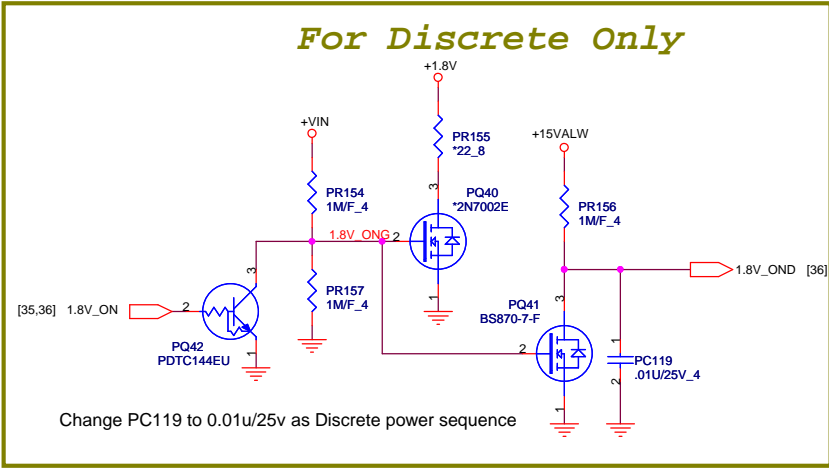 For Discrete Only
+1.8V
+VIN
+15VALW
PR155
*22_8
3
PR154
1M/F_4
PQ40
*2N7002E
PR156
1M/F_4
1.8V_ONG
2
3
PR157
1M/F_4
1
1.8V_OND [36]
[35,36] 1.8V_ON
2
PQ41
BS870-7-F
3
1
PQ42
PDTC144EU
1
2
PC119
.01U/25V_4
2
1
Change PC119 to 0.01u/25v as Discrete power sequence